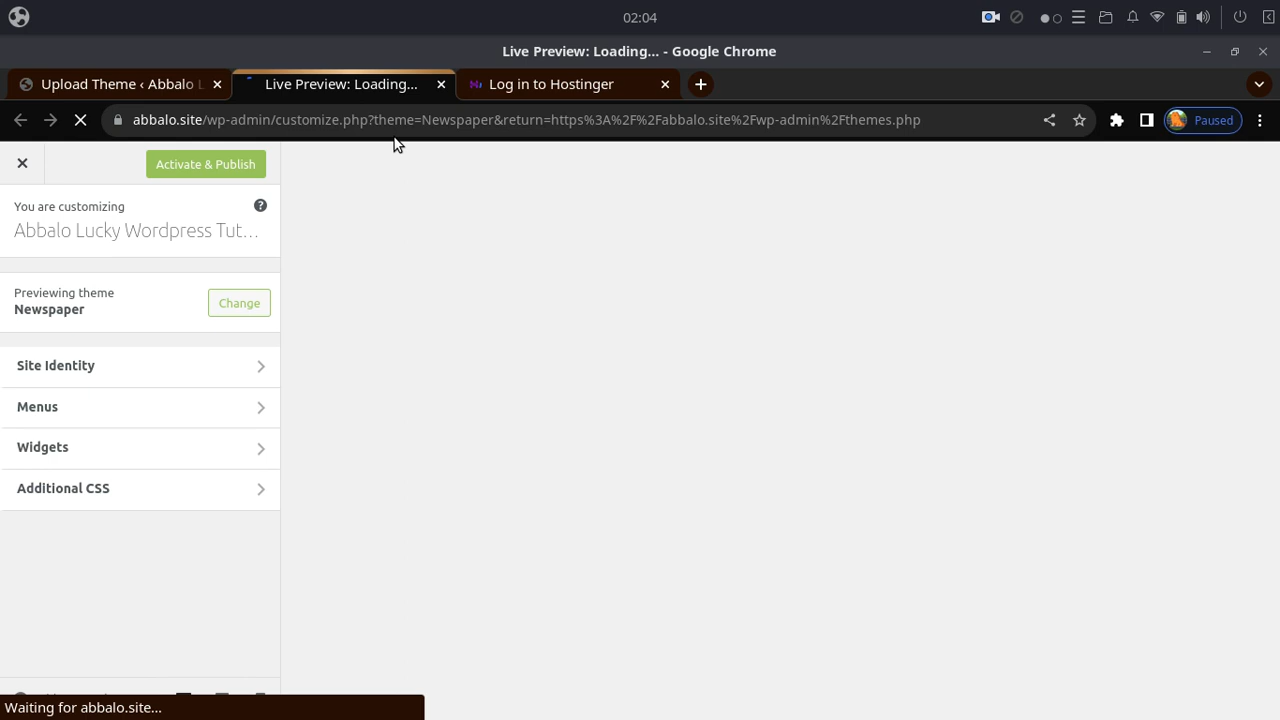 02:04
Live Preview: Loading... - Google Chrome
Upload Theme ‹ Abbalo L
Live Preview: Loading...
Log in to Hostinger
abbalo.site/wp-admin/customize.php?theme=Newspaper&return=https%3A%2F%2Fabbalo.site%2Fwp-admin%2Fthemes.php
Paused
Activate & Publish
You are customizing
Abbalo Lucky Wordpress Tut...
Previewing theme
Newspaper
Change
Site Identity
Menus
Widgets
Additional CSS
Waiting for abbalo.site...